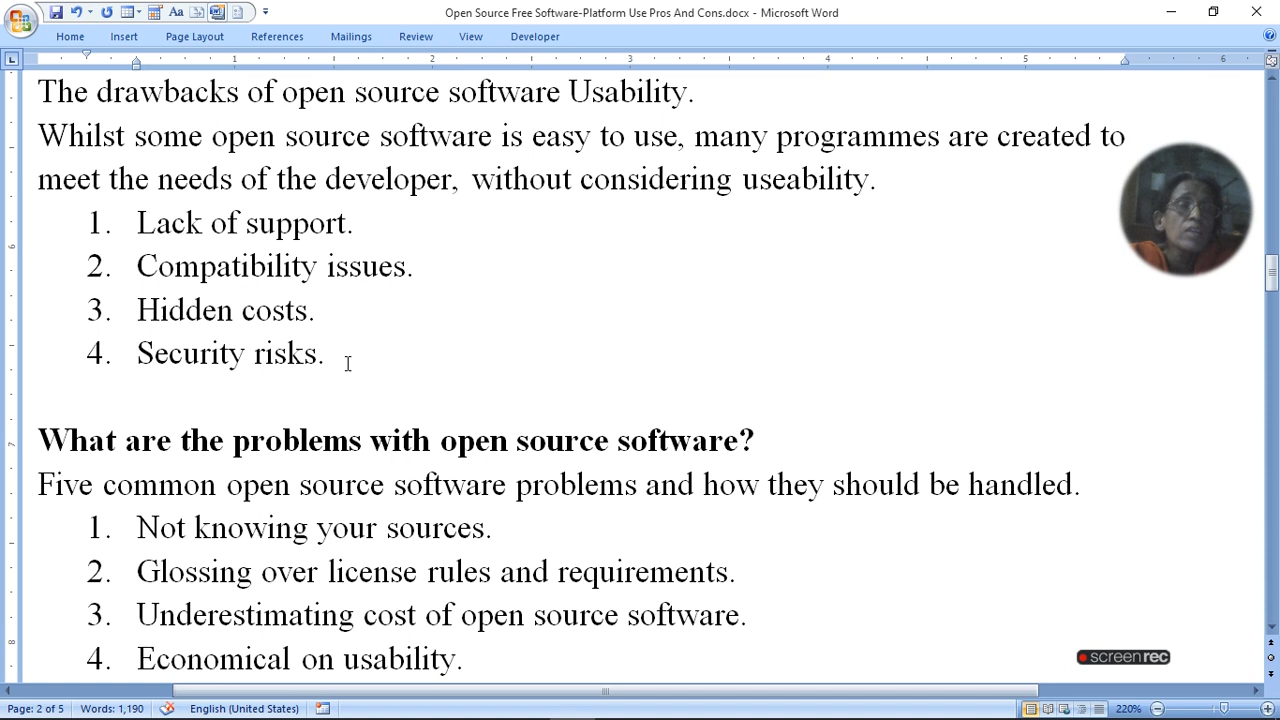 Open Source Free Software-Platform Use Pros And Cons.docx - Microsoft Word
Home Insert Page Layout References Mailings Review View Developer
1 2 3 4 5 6
The drawbacks of open source software Usability.
Whilst some open source software is easy to use, many programmes are created to
meet the needs of the developer, without considering useability.
1. Lack of support.
2. Compatibility issues.
3. Hidden costs.
4. Security risks.
What are the problems with open source software?
Five common open source software problems and how they should be handled.
1. Not knowing your sources.
2. Glossing over license rules and requirements.
3. Underestimating cost of open source software.
4. Economical on usability.
screenrec
Page: 2 of 5 Words: 1,190 English (United States) 220%